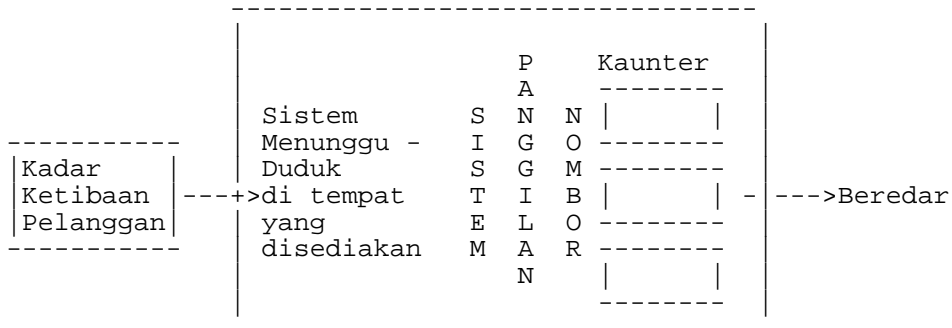 Kadar
Ketibaan
Pelanggan
Sistem
Menunggu -
Duduk
di tempat
yang
disediakan
SISTEM
PANGGILAN
NOMBOR
Kaunter
Beredar